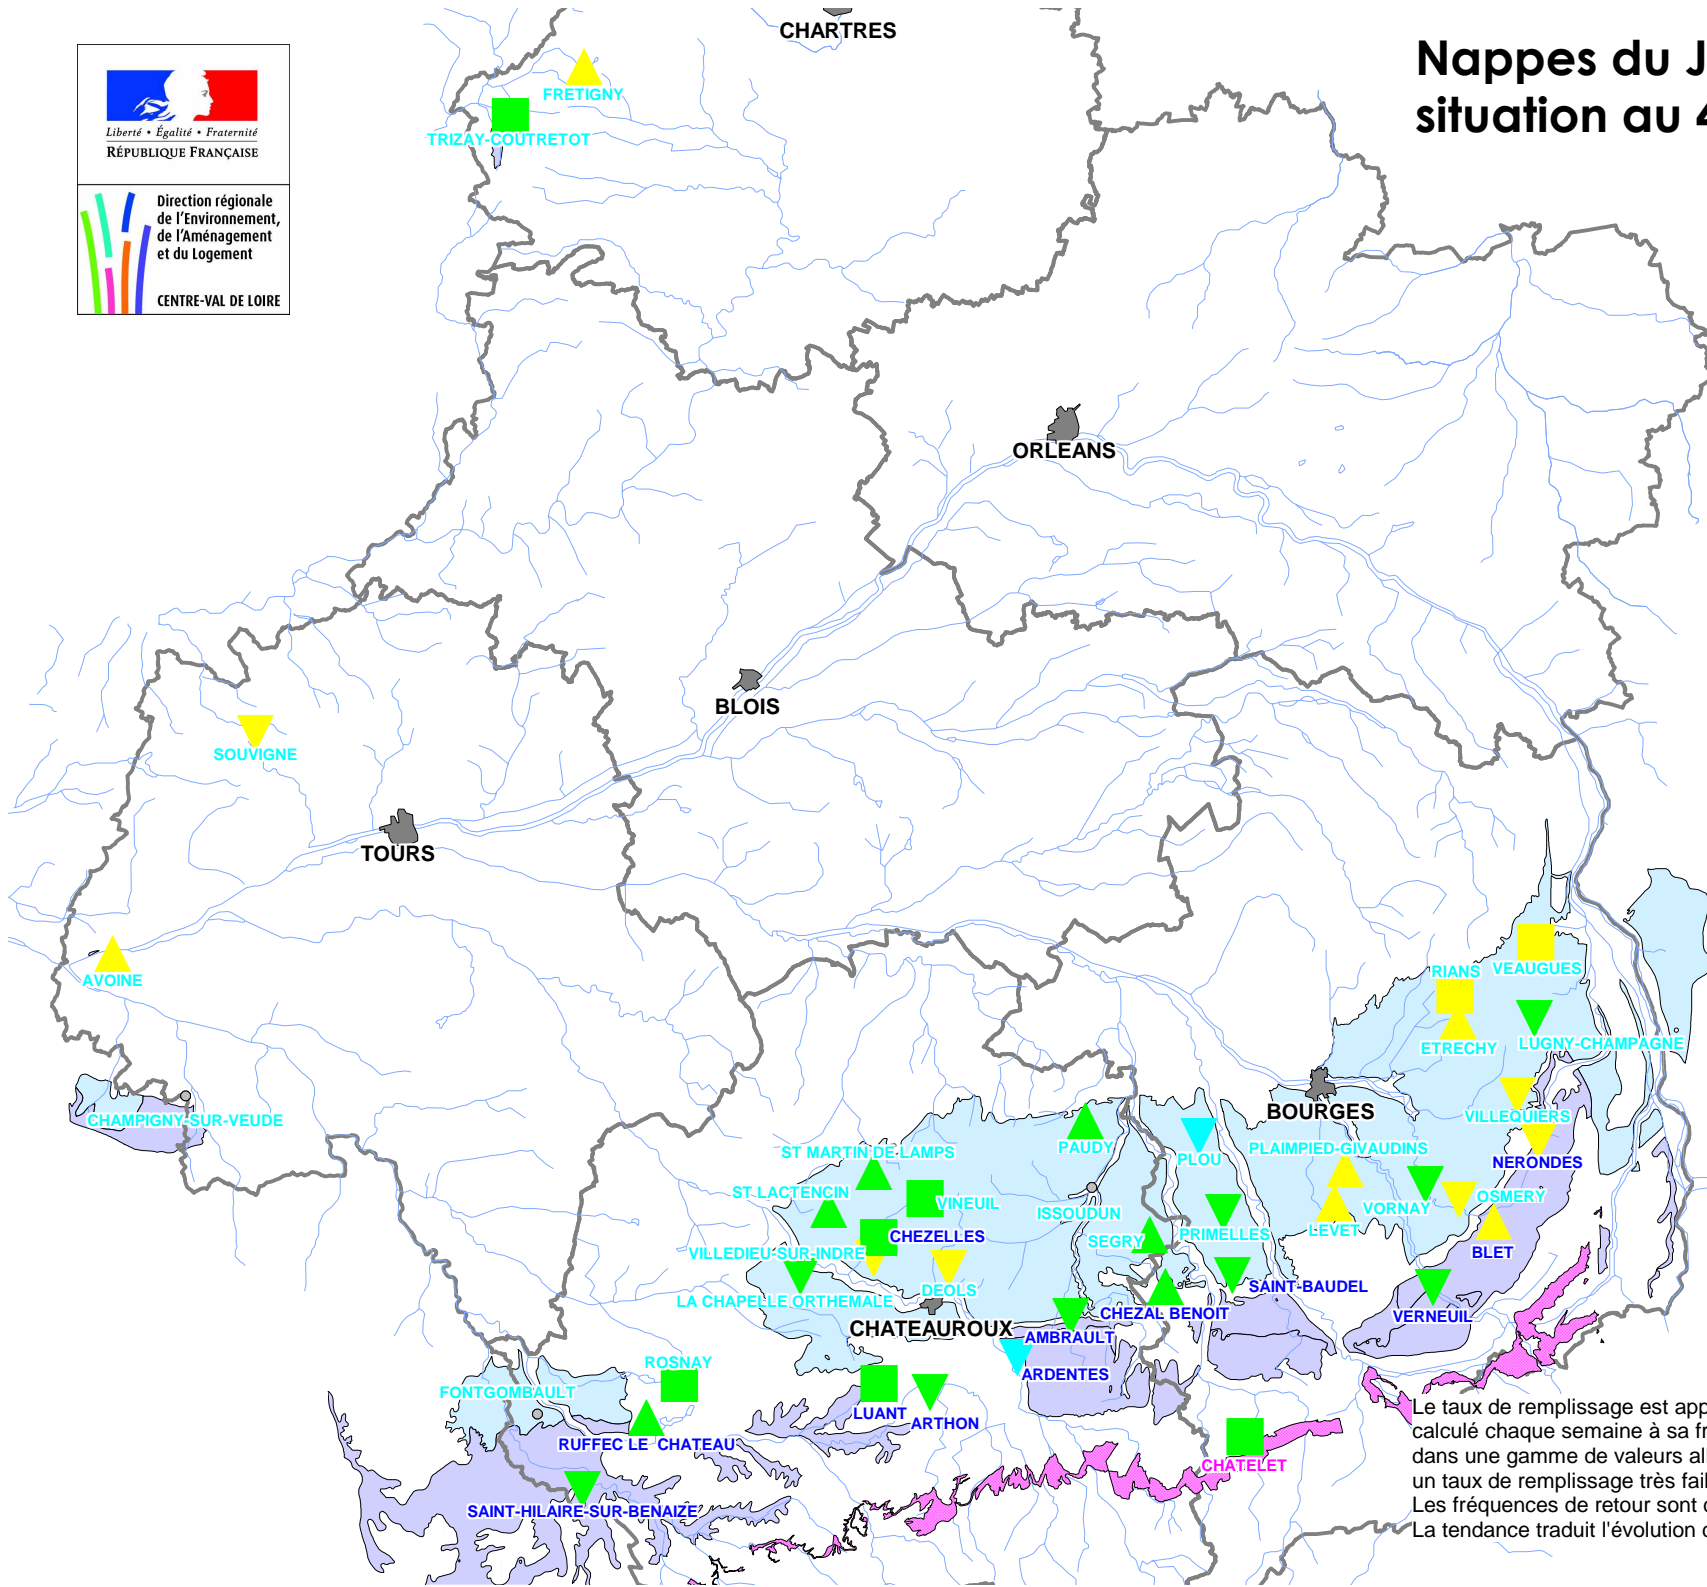 Liberté • Égalité • Fraternité
RÉPUBLIQUE FRANÇAISE
Direction régionale
de l'Environnement,
de l'Aménagement
et du Logement
CENTRE-VAL DE LOIRE
Nappes du J
situation au 4
CHARTRES
FRETIGNY
TRIZAY-COUTRETOT
ORLEANS
BLOIS
SOUVIGNE
TOURS
AVOINE
RIANS
VEAUGUES
ETRECHY
LUGNY-CHAMPAGNE
BOURGES
CHAMPIGNY-SUR-VEUDE
VILLEQUIERS
ST MARTIN DE LAMPS
PAUDY
PLOU
PLAIMPIED-GIVAUDINS
NERONDES
ST LACTENCIN
VINEUIL
ISSOUDUN
VORNAY
OSMERY
CHEZELLES
SEGRY
PRIMELLES
LEVET
VILLEDIEU-SUR-INDRE
BLET
DEOLS
SAINT-BAUDEL
LA CHAPELLE ORTHEMALE
CHEZAL BENOIT
VERNEUIL
CHATEAUROUX
AMBRAULT
ROSNAY
ARDENTES
FONTGOMBAULT
LUANT
ARTHON
RUFFEC LE CHATEAU
CHATELET
SAINT-HILAIRE-SUR-BENAIZE
Le taux de remplissage est app
calculé chaque semaine à sa fr
dans une gamme de valeurs all
un taux de remplissage très fail
Les fréquences de retour sont
La tendance traduit l'évolution